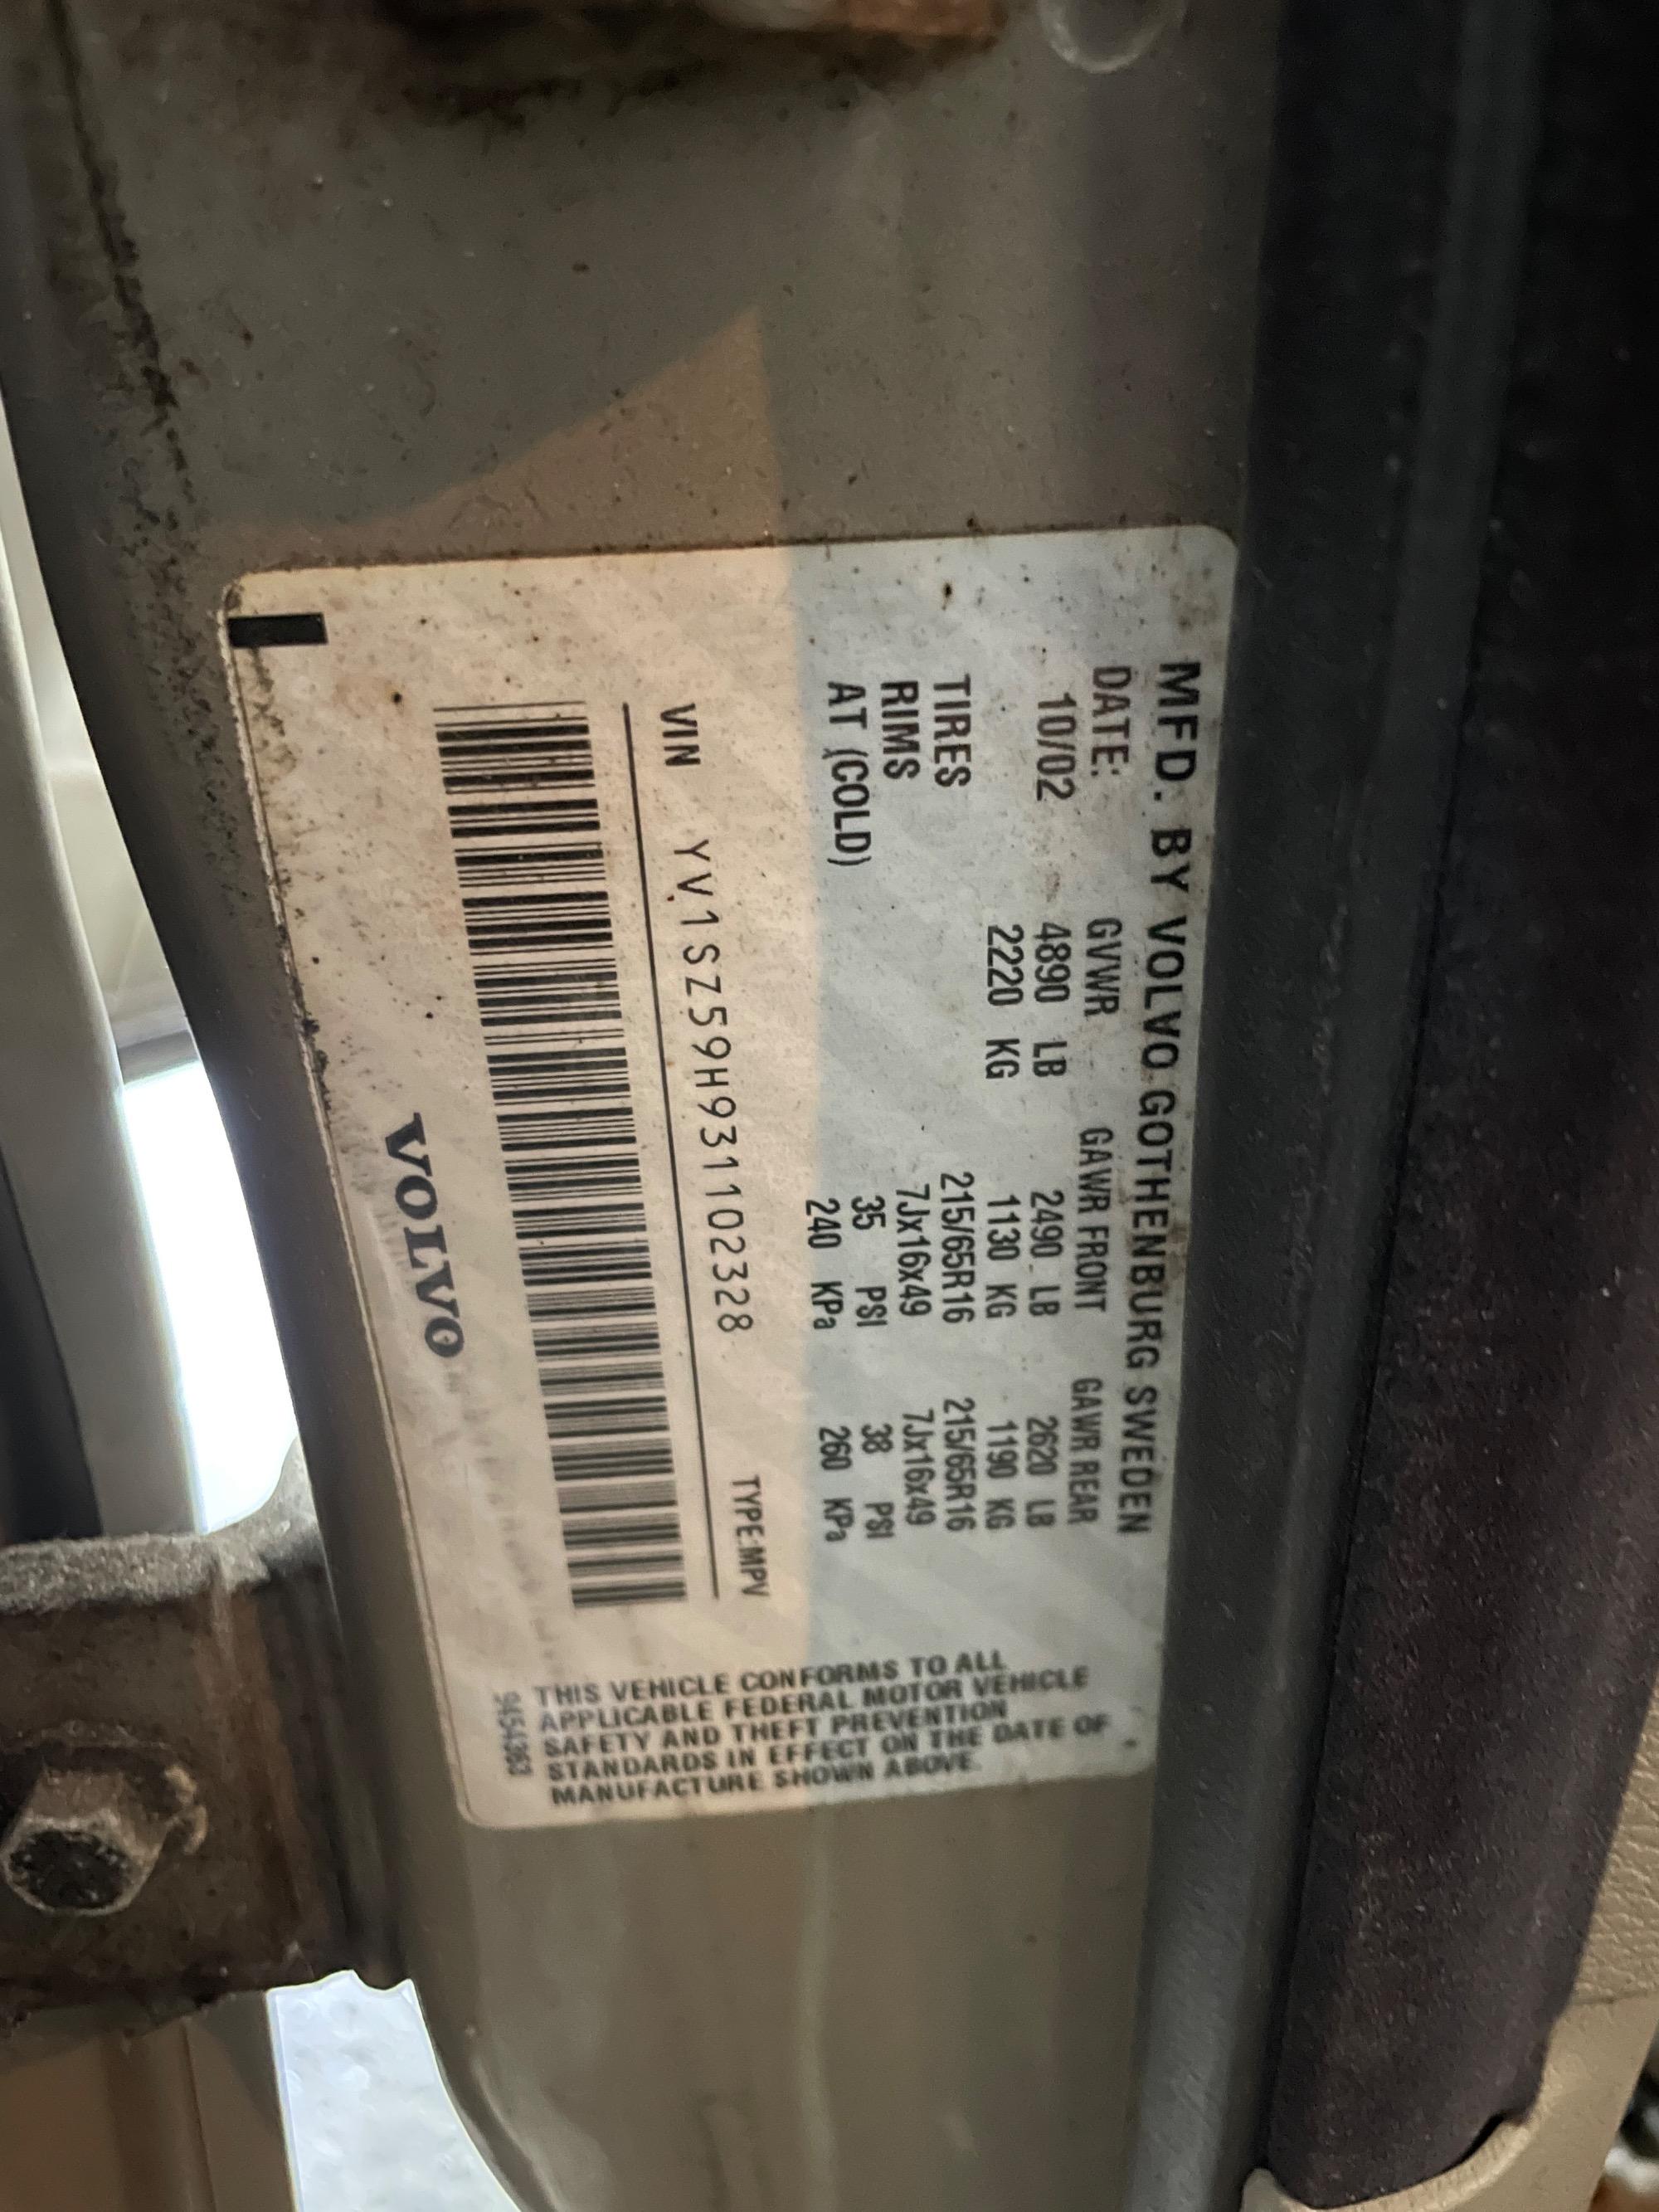 MFD. BY VOLVO GOTHENBURG SWEDEN
DATE: GVWR GAWR FRONT GAWR REAR
10/02 4890 LB 2490 LB 2620 LB
2220 KG 1130 KG 1190 KG
TIRES 215/65R16 215/65R16
RIMS 7Jx16x49 7Jx16x49
AT (COLD) 35 PSI 38 PSI
240 KPa 260 KPa
VIN YV1SZ59H931102328 TYPE:MPV
VOLVO
THIS VEHICLE CONFORMS TO ALL
APPLICABLE FEDERAL MOTOR VEHICLE
SAFETY AND THEFT PREVENTION
STANDARDS IN EFFECT ON THE DATE OF
MANUFACTURE SHOWN ABOVE.
9454363